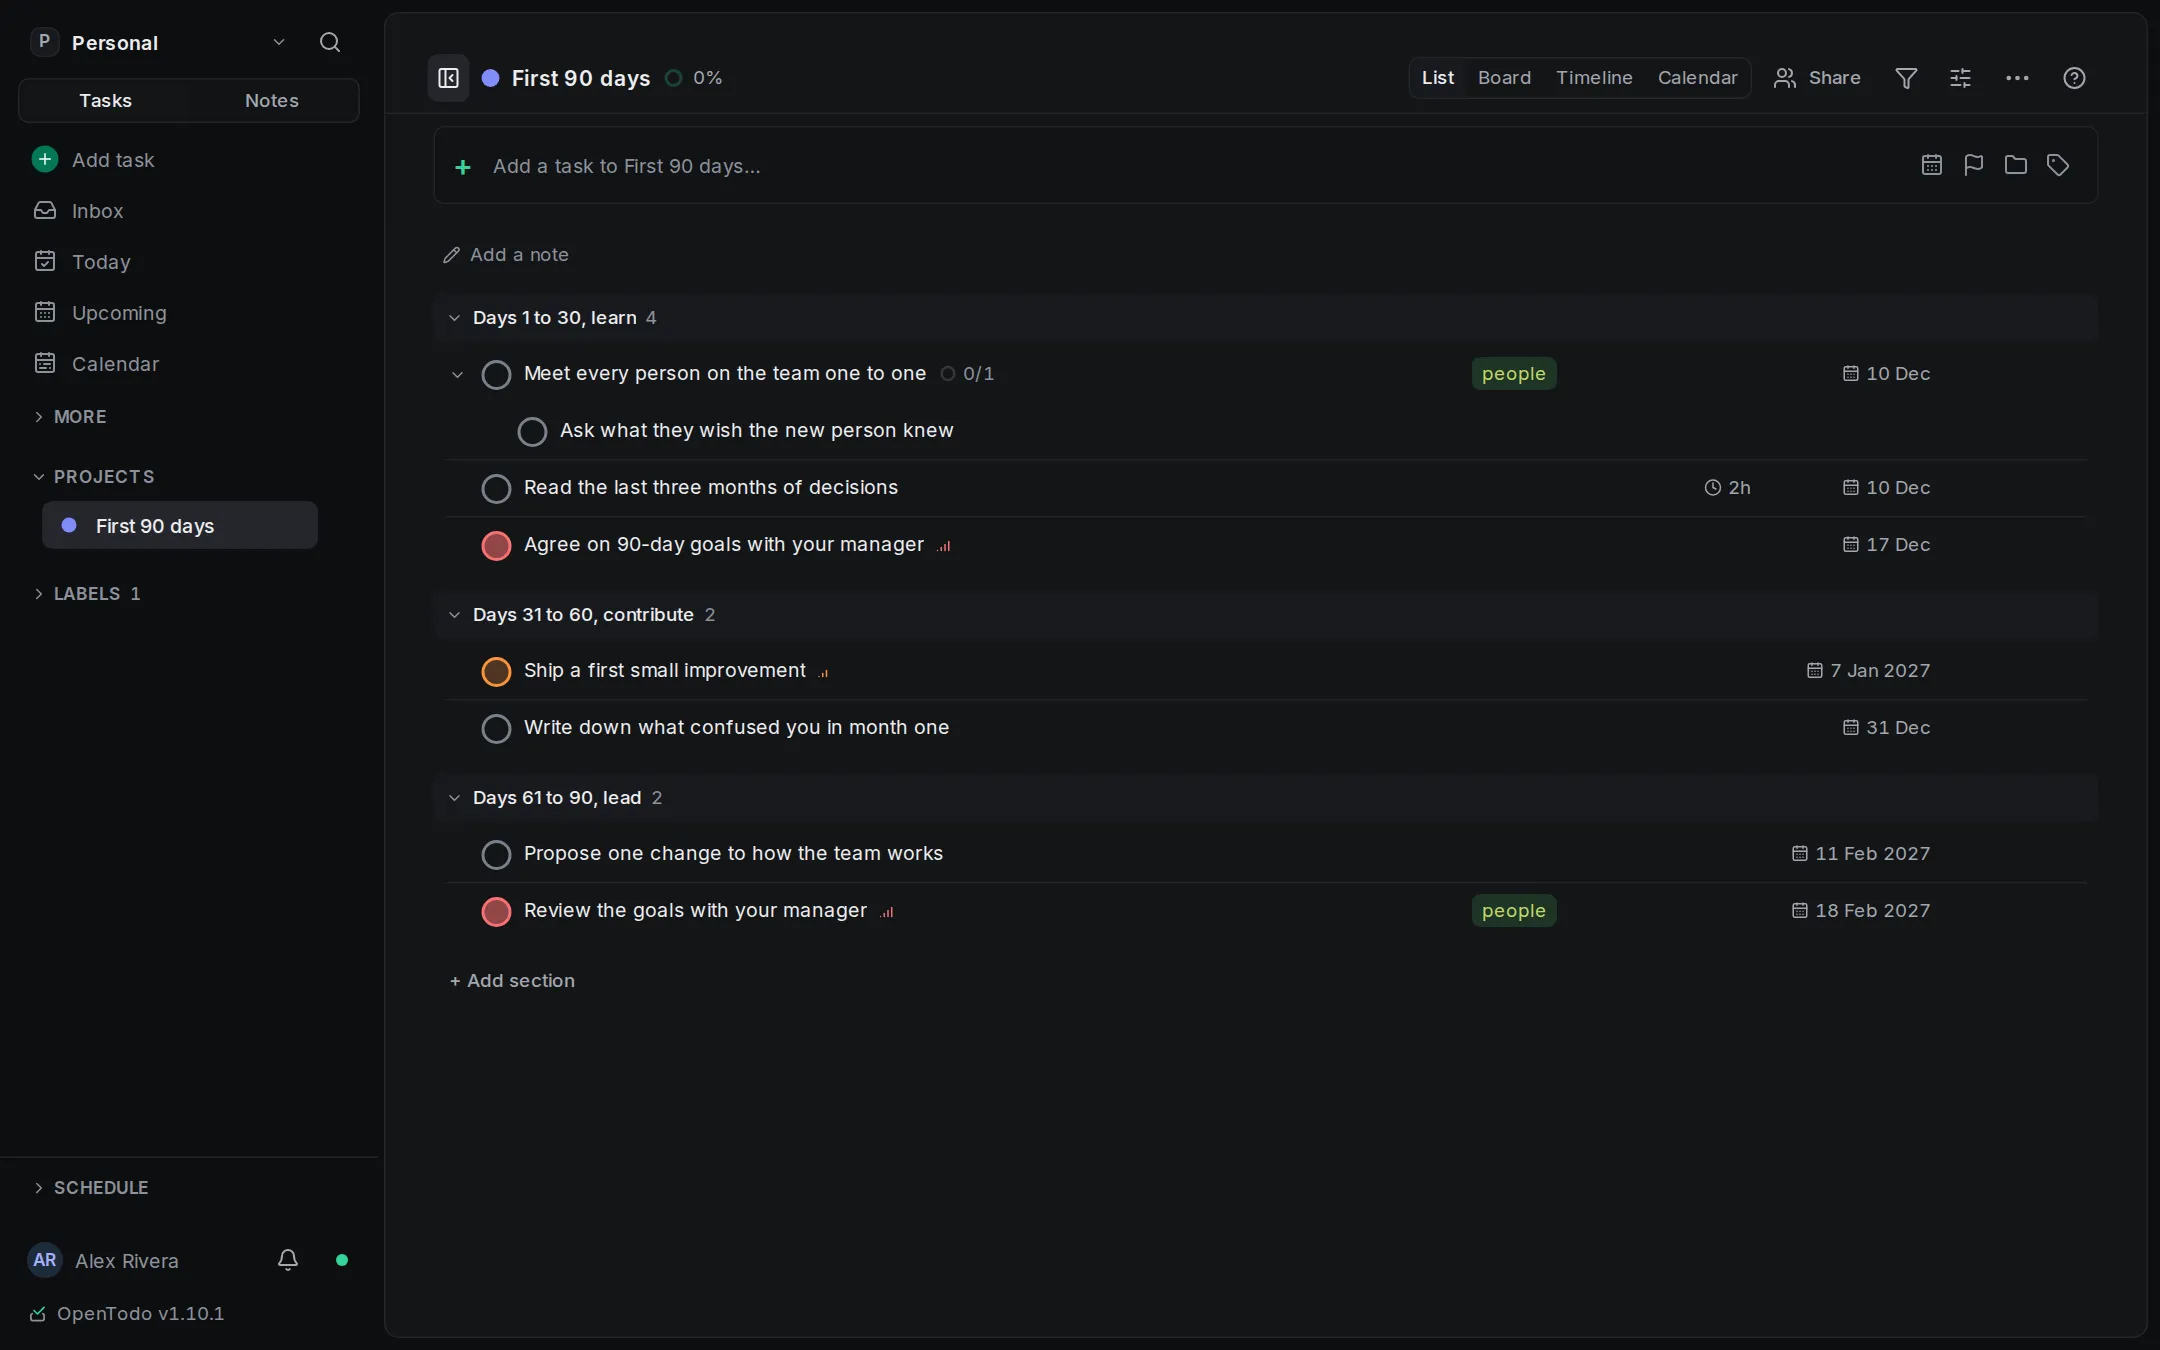 P Personal
Tasks Notes
Add task
Inbox
Today
Upcoming
Calendar
MORE
PROJECTS
First 90 days
LABELS 1
SCHEDULE
AR Alex Rivera
OpenTodo v1.10.1
First 90 days 0%
List Board Timeline Calendar Share
+ Add a task to First 90 days...
Add a note
Days 1 to 30, learn 4
Meet every person on the team one to one 0/1 people 10 Dec
Ask what they wish the new person knew
Read the last three months of decisions 2h 10 Dec
Agree on 90-day goals with your manager 17 Dec
Days 31 to 60, contribute 2
Ship a first small improvement 7 Jan 2027
Write down what confused you in month one 31 Dec
Days 61 to 90, lead 2
Propose one change to how the team works 11 Feb 2027
Review the goals with your manager people 18 Feb 2027
+ Add section